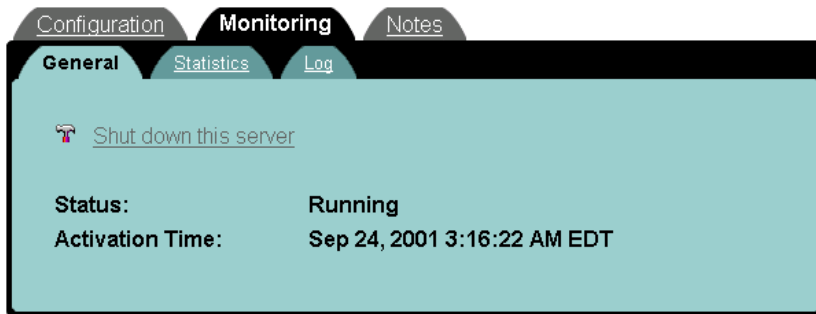 Configuration Monitoring Notes
General Statistics Log
Shut down this server
Status: Running
Activation Time: Sep 24, 2001 3:16:22 AM EDT